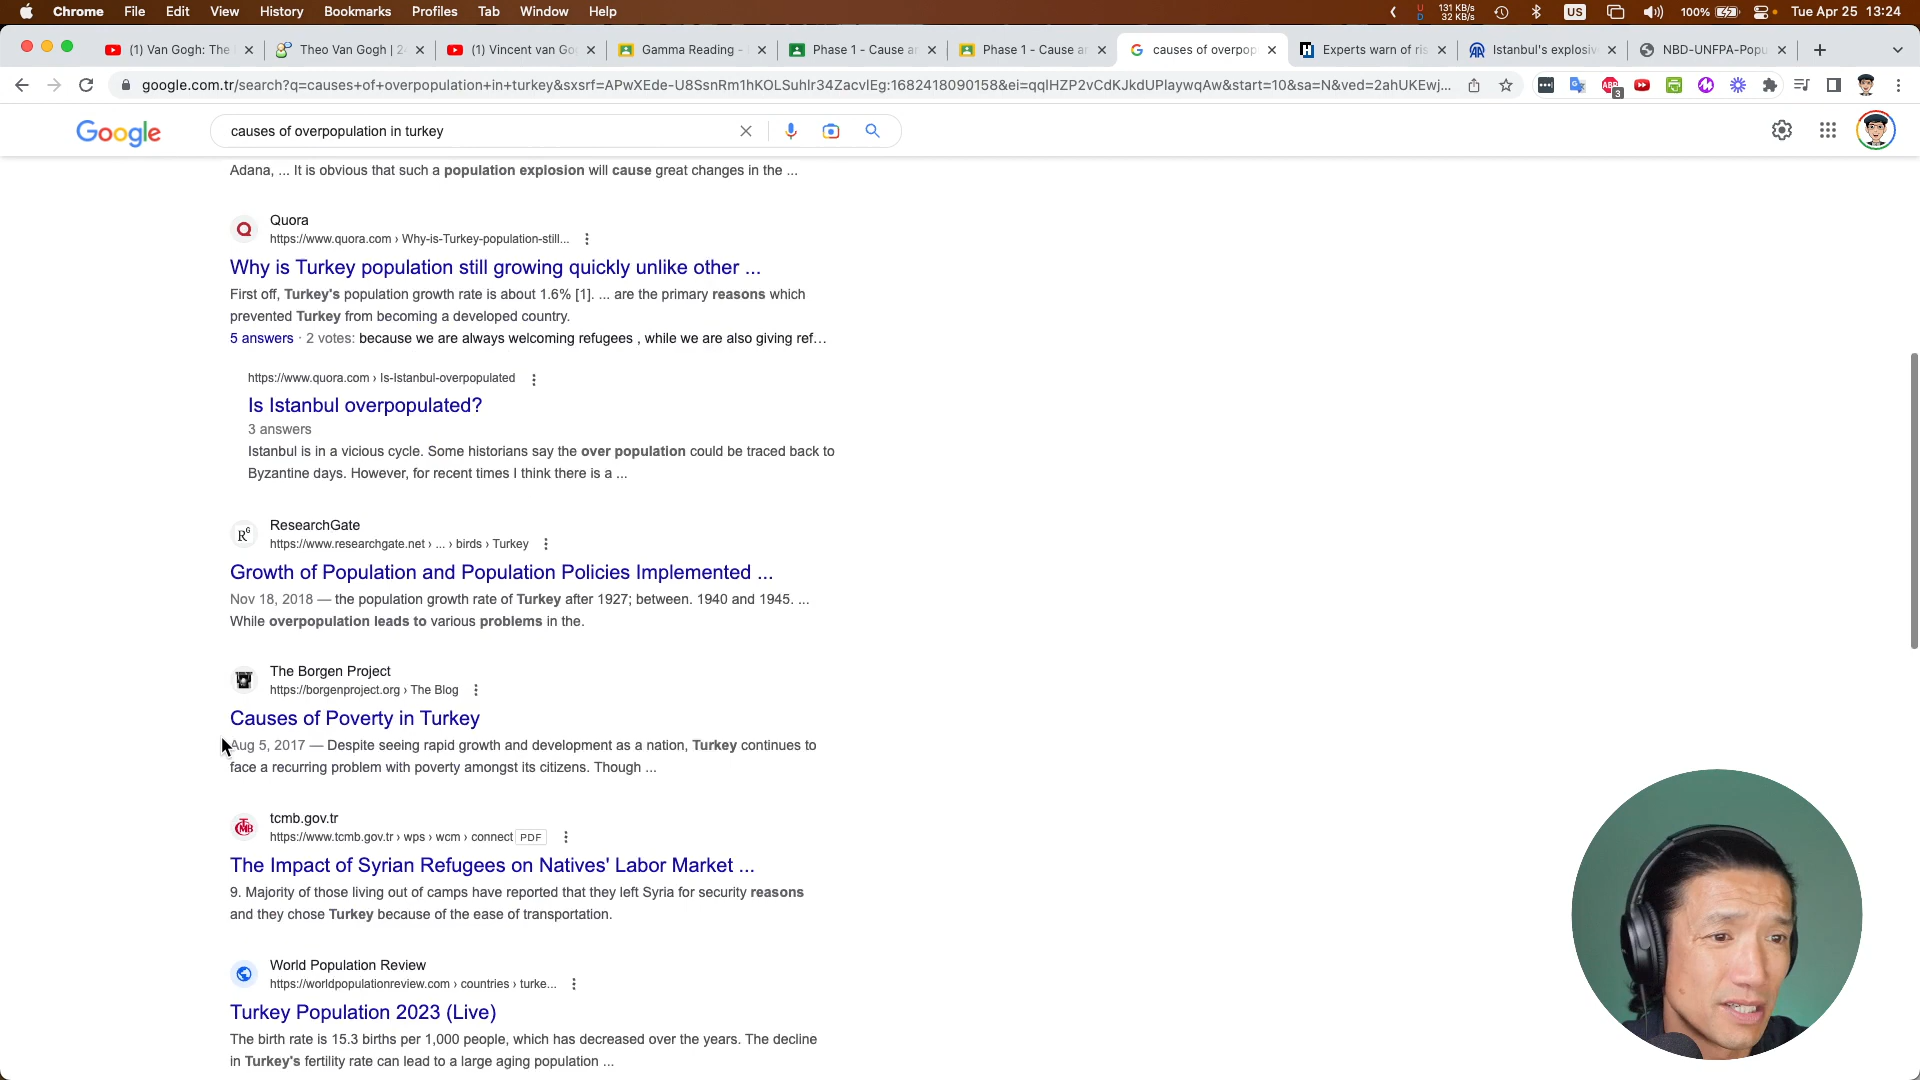 Chrome File Edit View History Bookmarks Profiles Tab Window Help
U 131 KB/s
D 32 KB/s
US 100% Tue Apr 25 13:24
(1) Van Gogh: The
Theo Van Gogh | 2
(1) Vincent van Go
Gamma Reading -
Phase 1 - Cause ar
Phase 1 - Cause ar
causes of overpop
Experts warn of ris
Istanbul's explosiv
NBD-UNFPA-Popu
google.com.tr/search?q=causes+of+overpopulation+in+turkey&sxsrf=APwXEde-U8SsnRm1hKOLSuhlr34ZacvlEg:1682418090158&ei=qqlHZP2vCdKJkdUPlaywqAw&start=10&sa=N&ved=2ahUKEwj...
ABP
3
Google
causes of overpopulation in turkey
Adana, ... It is obvious that such a population explosion will cause great changes in the ...
Q
Quora
https://www.quora.com › Why-is-Turkey-population-still...
Why is Turkey population still growing quickly unlike other ...
First off, Turkey's population growth rate is about 1.6% [1]. ... are the primary reasons which
prevented Turkey from becoming a developed country.
5 answers · 2 votes: because we are always welcoming refugees , while we are also giving ref...
https://www.quora.com › Is-Istanbul-overpopulated
Is Istanbul overpopulated?
3 answers
Istanbul is in a vicious cycle. Some historians say the over population could be traced back to
Byzantine days. However, for recent times I think there is a ...
RG
ResearchGate
https://www.researchgate.net › ... › birds › Turkey
Growth of Population and Population Policies Implemented ...
Nov 18, 2018 — the population growth rate of Turkey after 1927; between. 1940 and 1945. ...
While overpopulation leads to various problems in the.
The Borgen Project
https://borgenproject.org › The Blog
Causes of Poverty in Turkey
Aug 5, 2017 — Despite seeing rapid growth and development as a nation, Turkey continues to
face a recurring problem with poverty amongst its citizens. Though ...
tcmb.gov.tr
https://www.tcmb.gov.tr › wps › wcm › connect PDF
The Impact of Syrian Refugees on Natives' Labor Market ...
9. Majority of those living out of camps have reported that they left Syria for security reasons
and they chose Turkey because of the ease of transportation.
World Population Review
https://worldpopulationreview.com › countries › turke...
Turkey Population 2023 (Live)
The birth rate is 15.3 births per 1,000 people, which has decreased over the years. The decline
in Turkey's fertility rate can lead to a large aging population ...